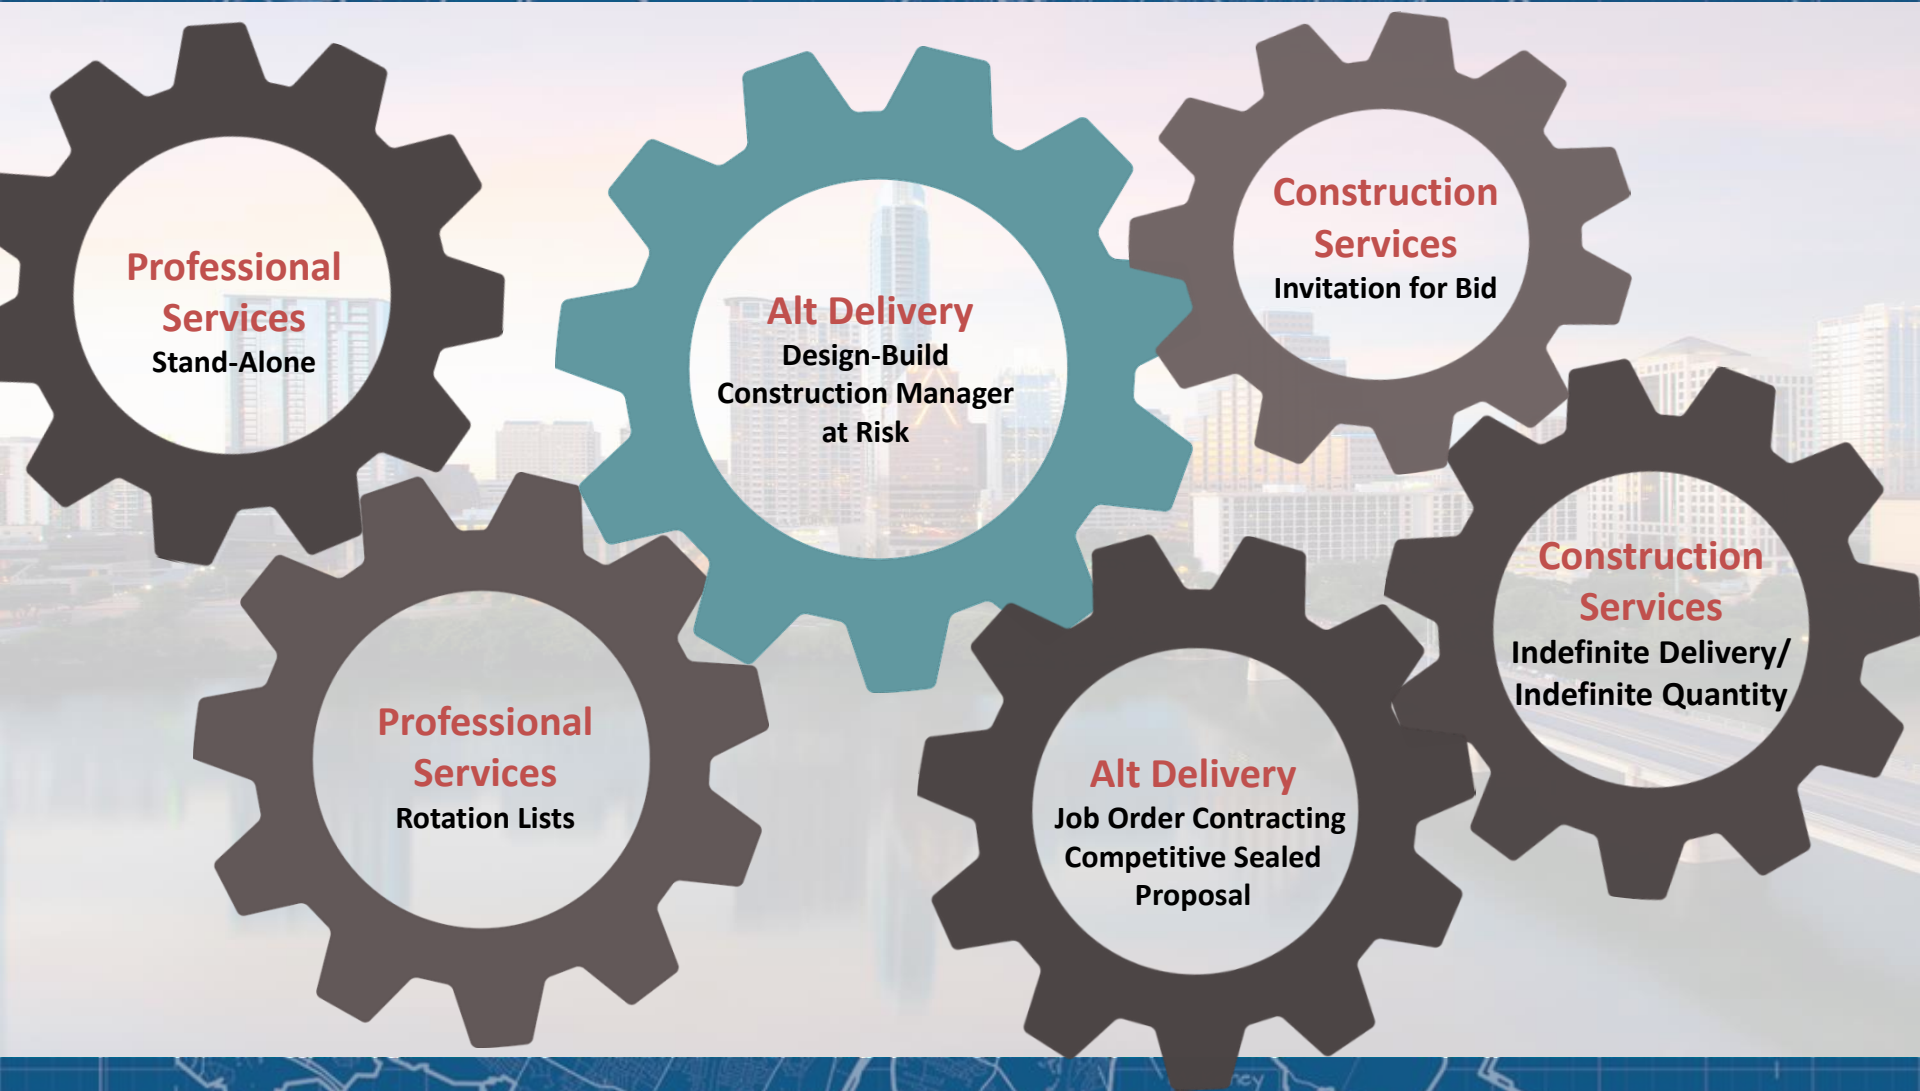 Professional
Services
Stand-Alone
Alt Delivery
Design-Build
Construction Manager
at Risk
Construction
Services
Invitation for Bid
Professional
Services
Rotation Lists
Alt Delivery
Job Order Contracting
Competitive Sealed
Proposal
Construction
Services
Indefinite Delivery/
Indefinite Quantity